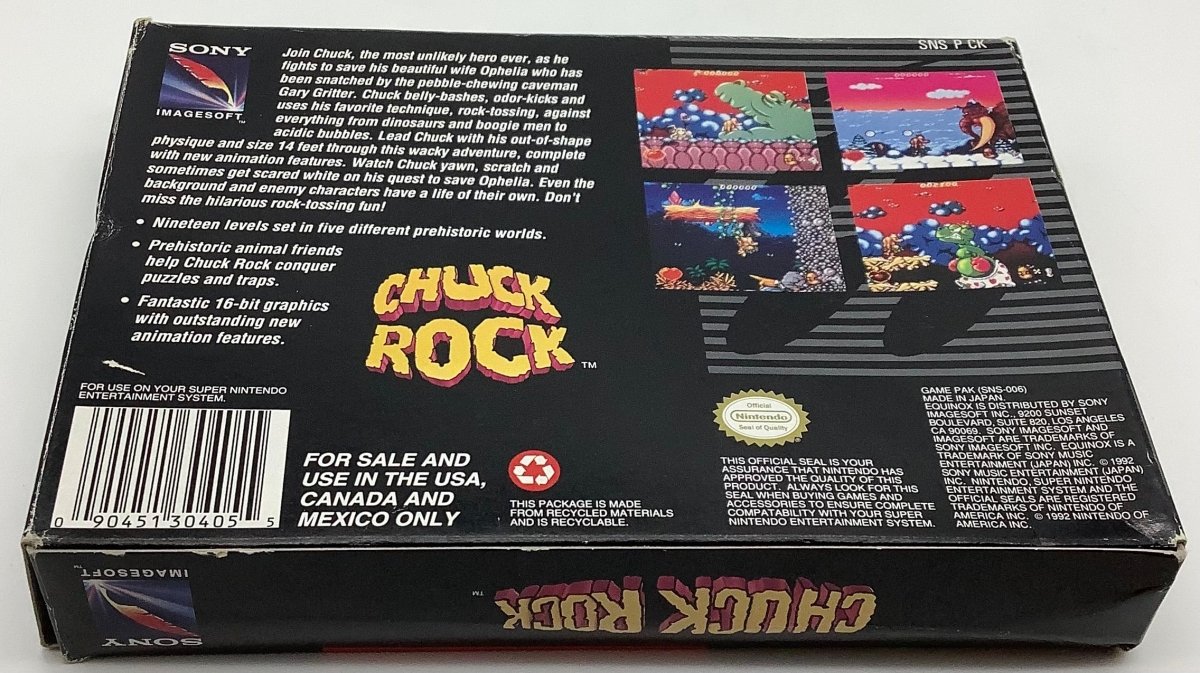 SONY
IMAGESOFT™
SNS P CK
Join Chuck, the most unlikely hero ever, as he
fights to save his beautiful wife Ophelia who has
been snatched by the pebble-chewing caveman
Gary Gritter. Chuck belly-bashes, odor-kicks and
uses his favorite technique, rock-tossing, against
everything from dinosaurs and boogie men to
acidic bubbles. Lead Chuck with his out-of-shape
physique and size 14 feet through this wacky adventure, complete
with new animation features. Watch Chuck yawn, scratch and
sometimes get scared white on his quest to save Ophelia. Even the
background and enemy characters have a life of their own. Don't
miss the hilarious rock-tossing fun!
• Nineteen levels set in five different prehistoric worlds.
• Prehistoric animal friends
help Chuck Rock conquer
puzzles and traps.
• Fantastic 16-bit graphics
with outstanding new
animation features.
CHUCK
ROCK™
FOR USE ON YOUR SUPER NINTENDO
ENTERTAINMENT SYSTEM.
0 90451 30405 5
FOR SALE AND
USE IN THE USA,
CANADA AND
MEXICO ONLY
THIS PACKAGE IS MADE
FROM RECYCLED MATERIALS
AND IS RECYCLABLE.
Official
Nintendo
Seal of Quality
THIS OFFICIAL SEAL IS YOUR
ASSURANCE THAT NINTENDO HAS
APPROVED THE QUALITY OF THIS
PRODUCT. ALWAYS LOOK FOR THIS
SEAL WHEN BUYING GAMES AND
ACCESSORIES TO ENSURE COMPLETE
COMPATABILITY WITH YOUR SUPER
NINTENDO ENTERTAINMENT SYSTEM.
GAME PAK (SNS-006)
MADE IN JAPAN.
EQUINOX IS DISTRIBUTED BY SONY
IMAGESOFT INC., 9200 SUNSET
BOULEVARD, SUITE 820, LOS ANGELES
CA 90069. SONY IMAGESOFT AND
IMAGESOFT ARE TRADEMARKS OF
SONY IMAGESOFT INC. EQUINOX IS A
TRADEMARK OF SONY MUSIC
ENTERTAINMENT (JAPAN) INC. © 1992
SONY MUSIC ENTERTAINMENT (JAPAN)
INC. NINTENDO, SUPER NINTENDO
ENTERTAINMENT SYSTEM AND THE
OFFICIAL SEALS ARE REGISTERED
TRADEMARKS OF NINTENDO OF
AMERICA INC. © 1992 NINTENDO OF
AMERICA INC.
SONY
IMAGESOFT™
CHUCK ROCK™